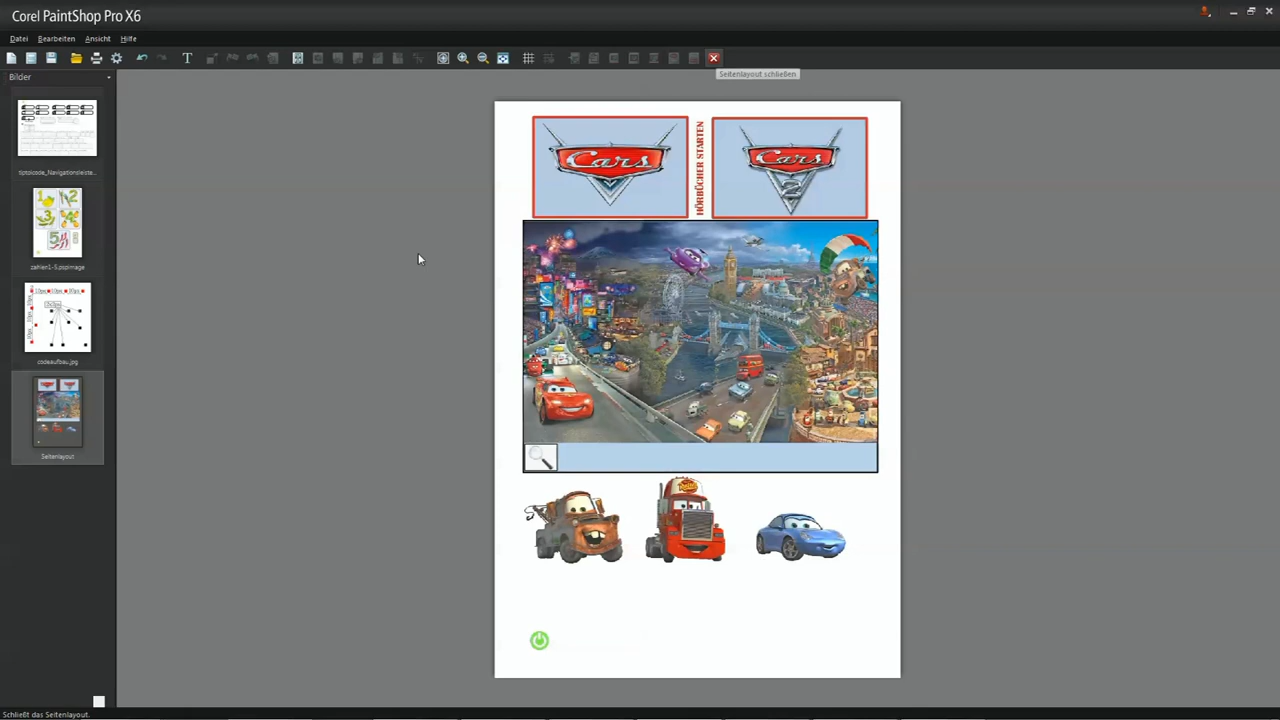 Corel PaintShop Pro X6
Datei Bearbeiten Ansicht Hilfe
Seitenlayout schließen
Bilder
tiptoicode_Navigationsleiste...
zahlen1-5.pspimage
codeaufbau.jpg
Seitenlayout
Cars
HÖRBÜCHER STARTEN
Cars
2
Schließt das Seitenlayout.